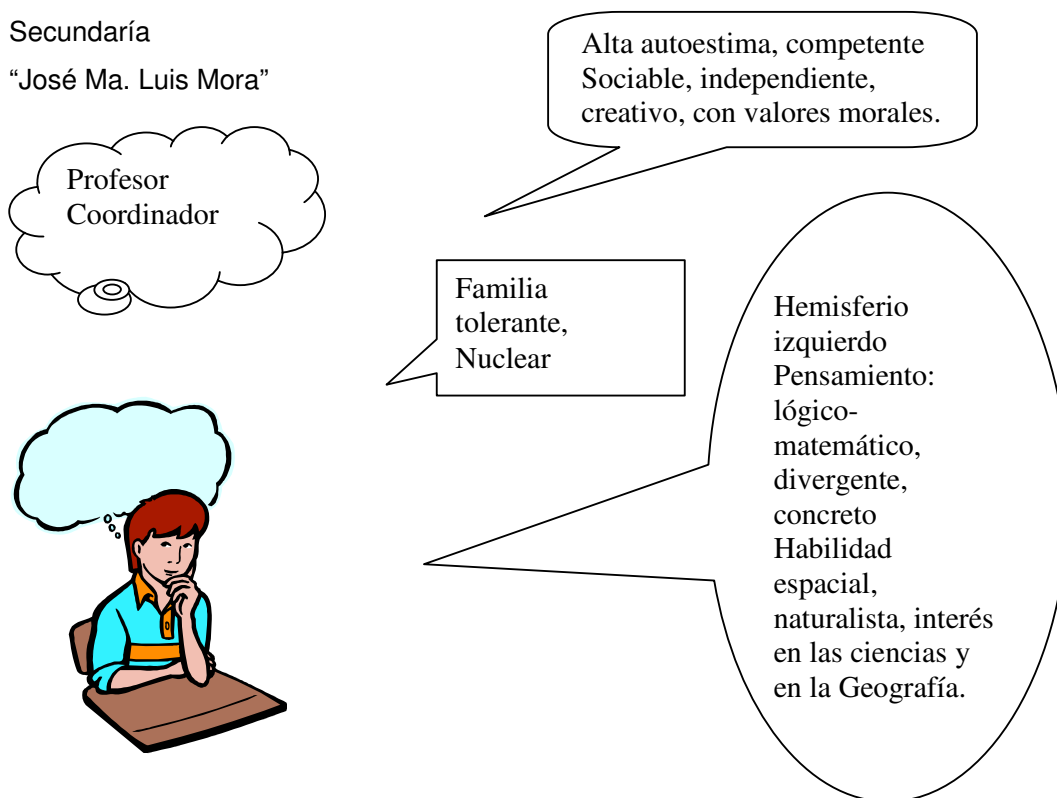 Secundaría
“José Ma. Luis Mora”
Profesor
Coordinador
Alta autoestima, competente
Sociable, independiente,
creativo, con valores morales.
Familia
tolerante,
Nuclear
Hemisferio
izquierdo
Pensamiento:
lógico-
matemático,
divergente,
concreto
Habilidad
espacial,
naturalista, interés
en las ciencias y
en la Geografía.